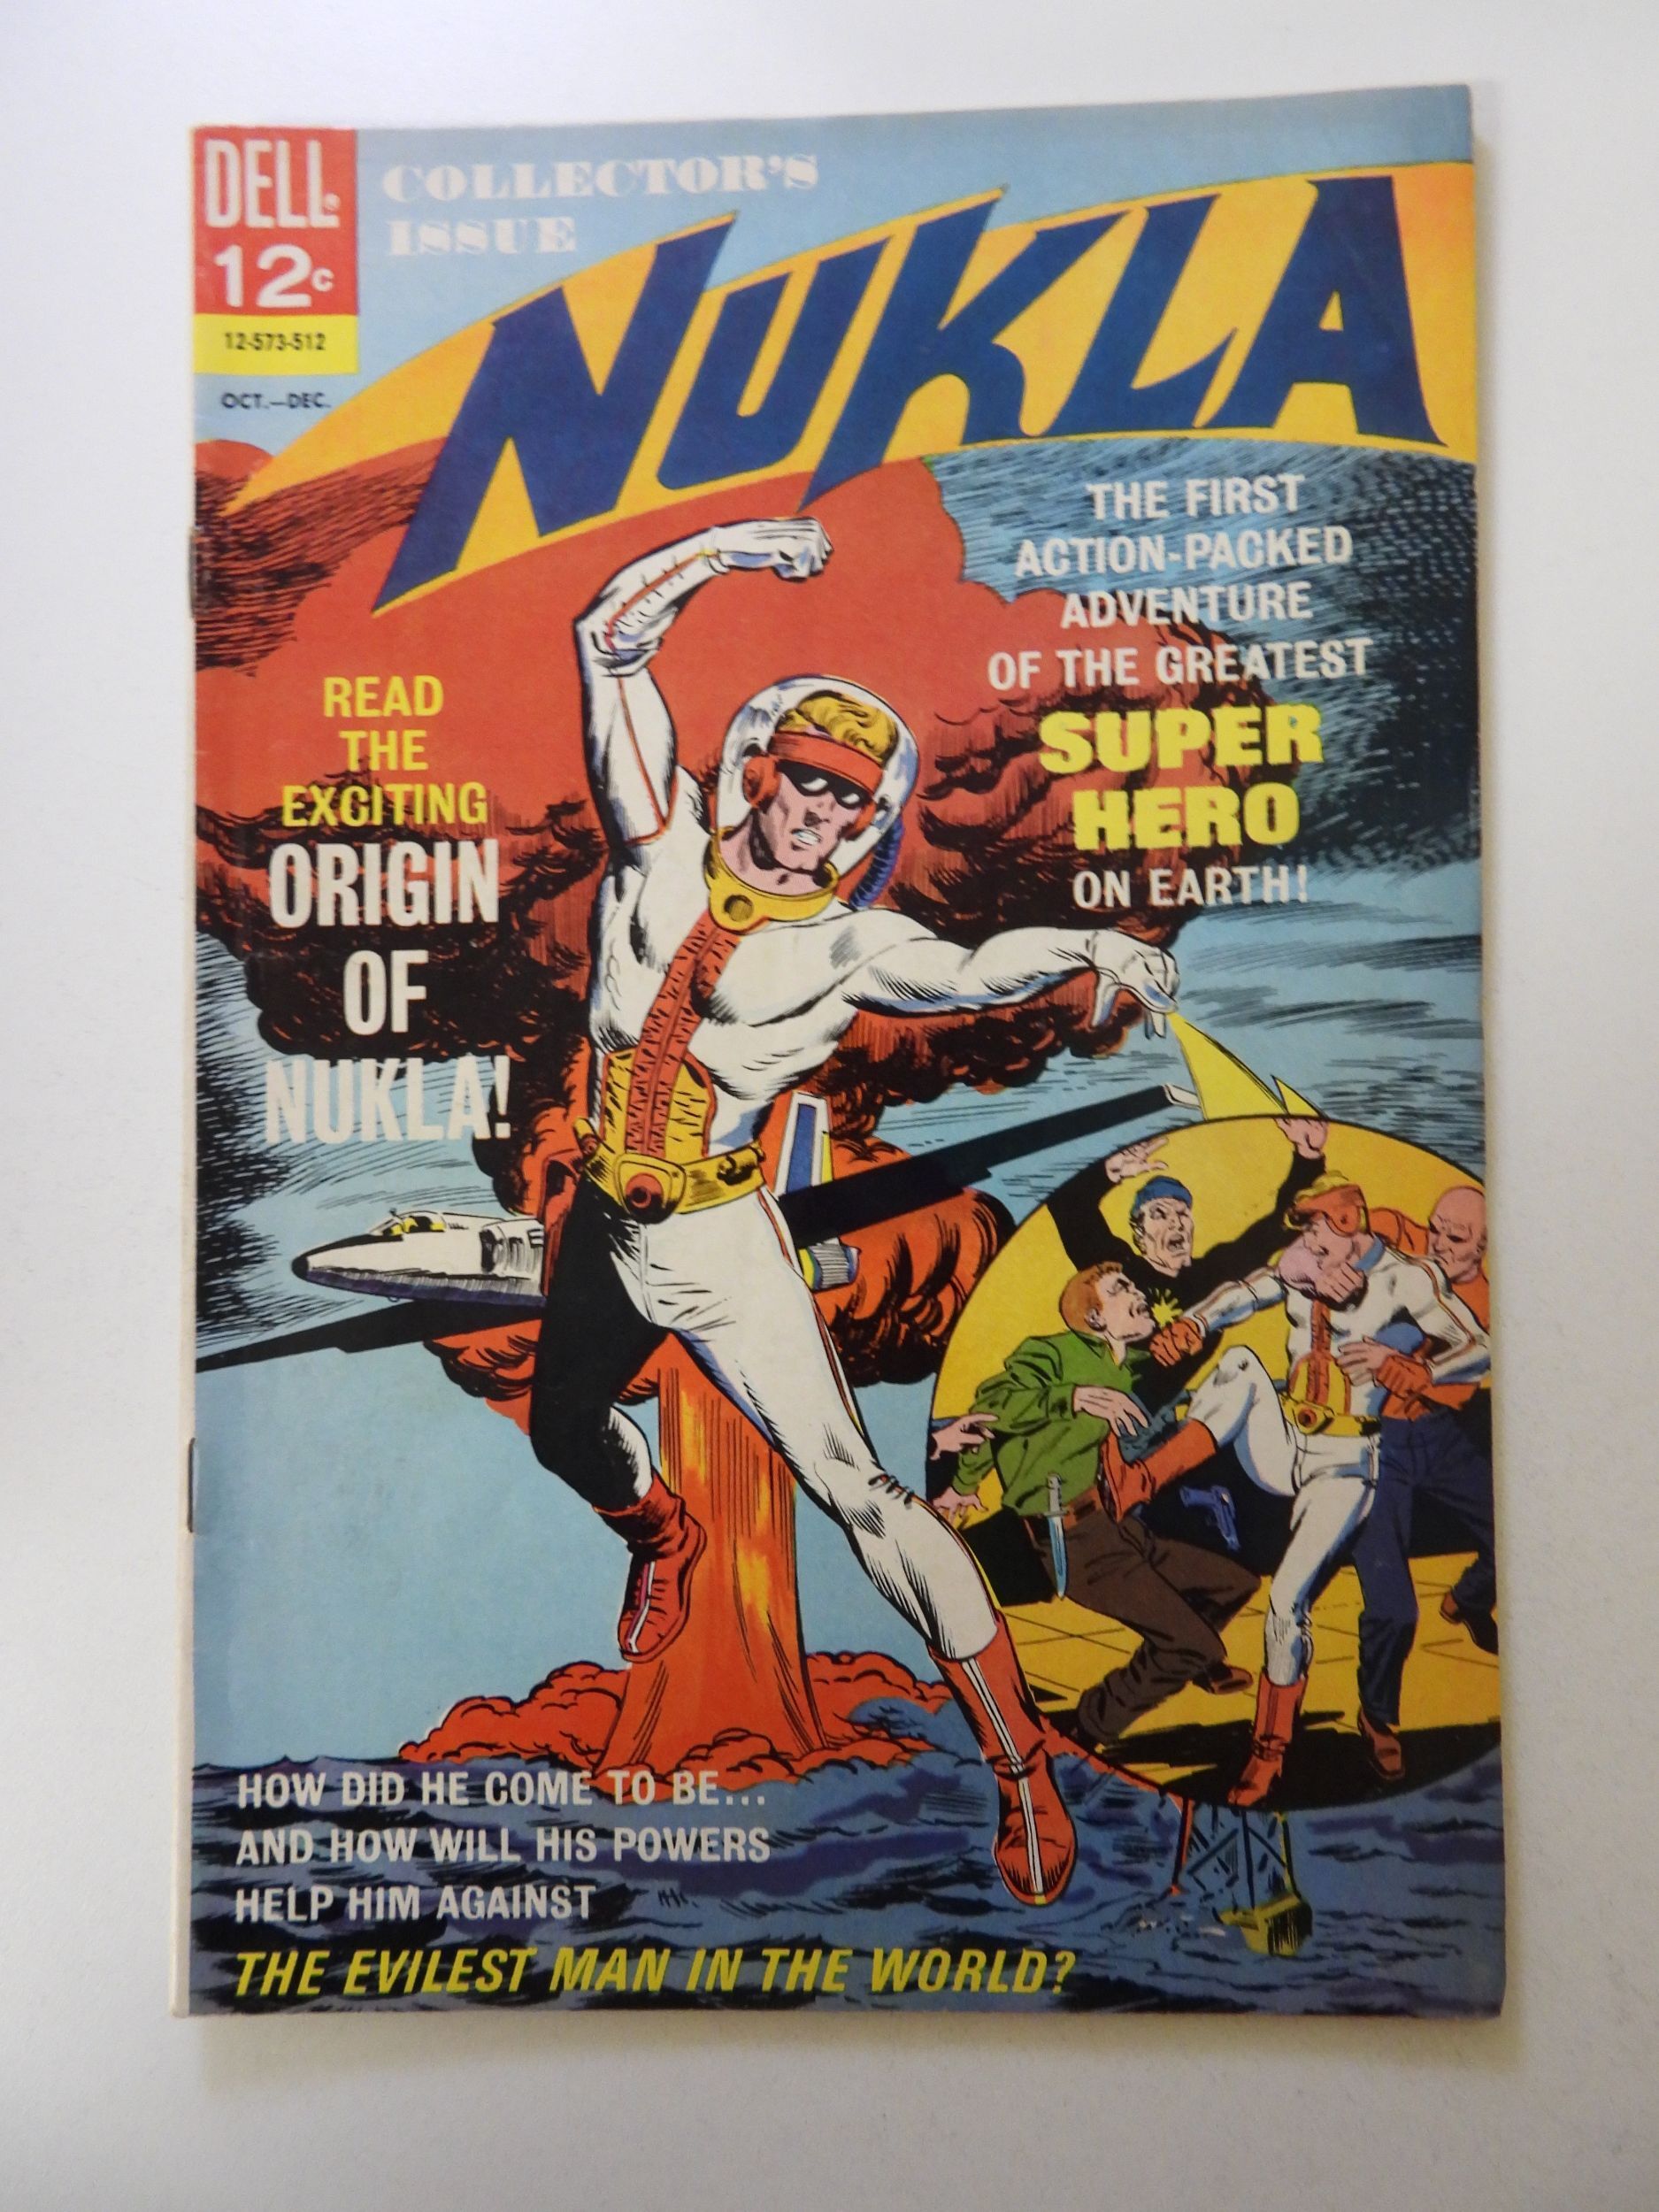 DELL®
12c
12-573-512
OCT.–DEC.
COLLECTOR'S
ISSUE
NUKLA
THE FIRST
ACTION-PACKED
ADVENTURE
OF THE GREATEST
SUPER
HERO
ON EARTH!
READ
THE
EXCITING
ORIGIN
OF
NUKLA!
HOW DID HE COME TO BE...
AND HOW WILL HIS POWERS
HELP HIM AGAINST
THE EVILEST MAN IN THE WORLD?